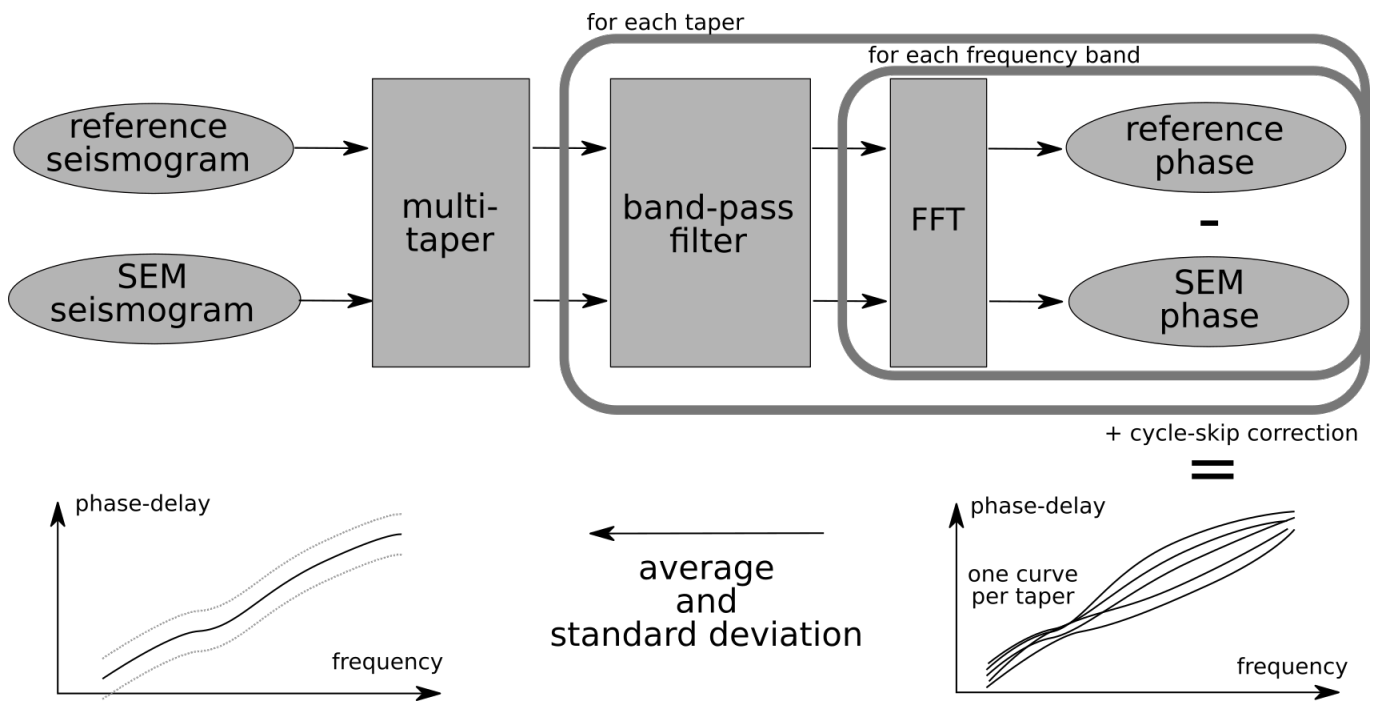 for each taper
for each frequency band
reference
seismogram
SEM
seismogram
multi-
taper
band-pass
filter
FFT
reference
phase
-
SEM
phase
+ cycle-skip correction
=
phase-delay
one curve
per taper
frequency
average
and
standard deviation
phase-delay
frequency